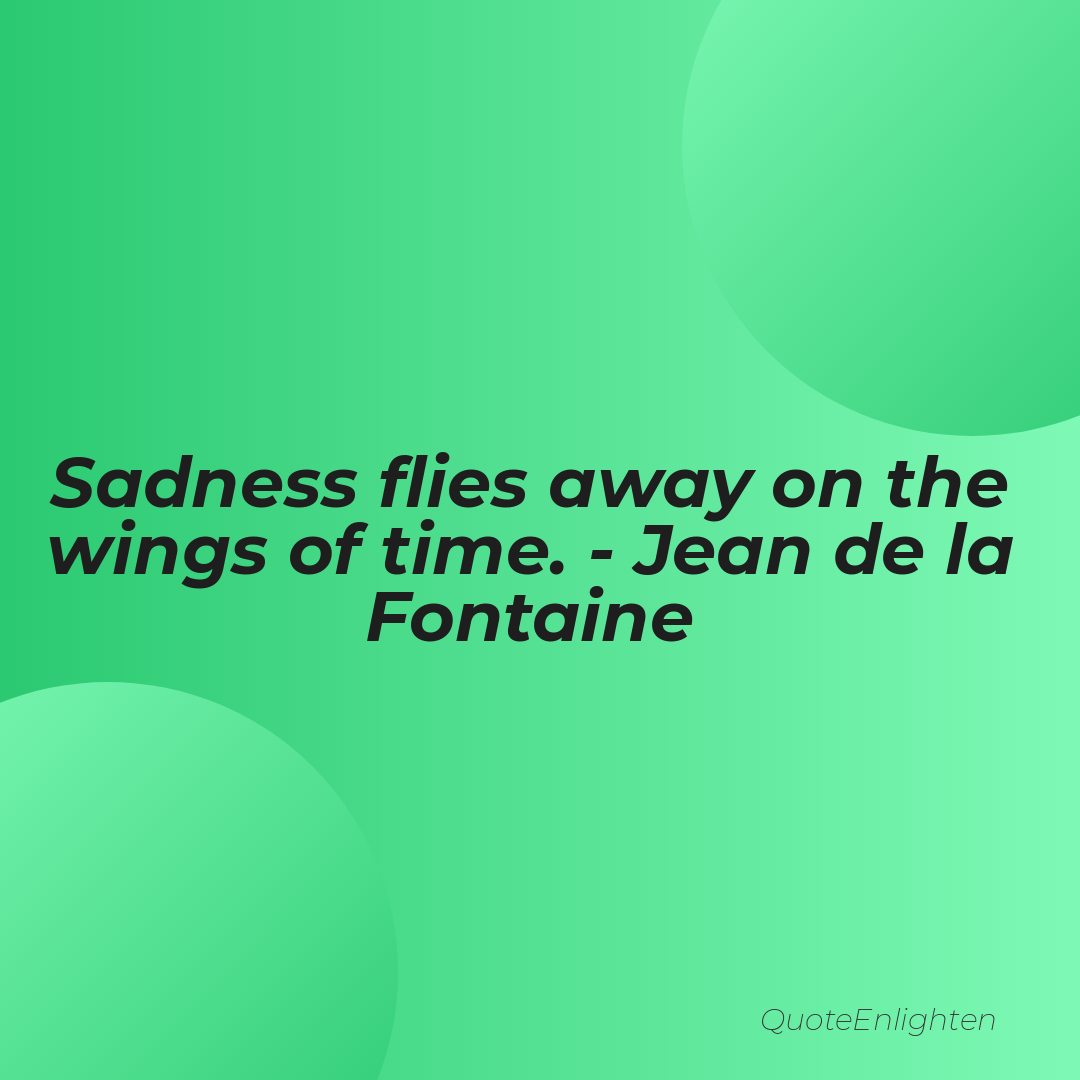 Sadness flies away on the
wings of time. - Jean de la
Fontaine
QuoteEnlighten